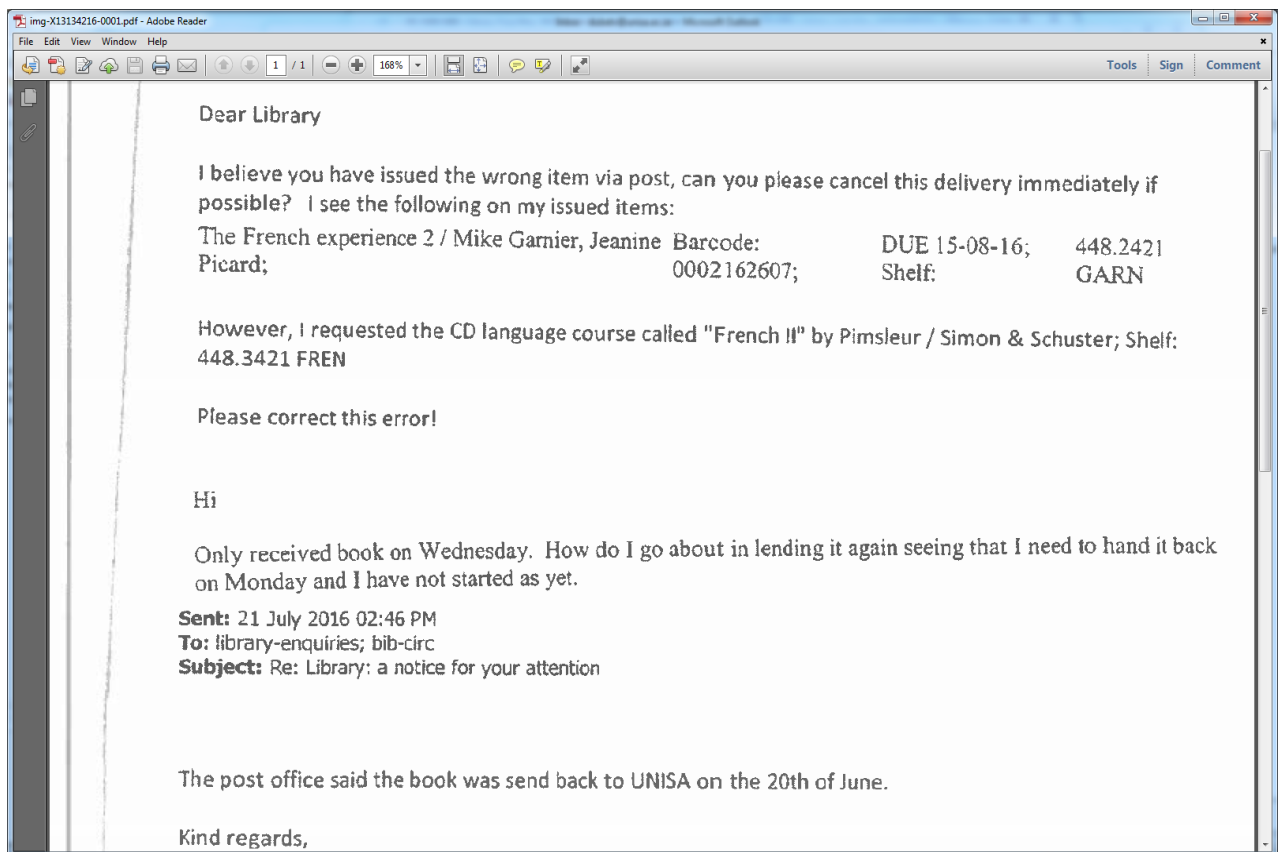 img-X13134216-0001.pdf - Adobe Reader
File Edit View Window Help
1 / 1 168% Tools Sign Comment
Dear Library
I believe you have issued the wrong item via post, can you please cancel this delivery immediately if
possible? I see the following on my issued items:
The French experience 2 / Mike Garnier, Jeanine Barcode: DUE 15-08-16; 448.2421
Picard; 0002162607; Shelf: GARN
However, I requested the CD language course called "French II" by Pimsleur / Simon & Schuster; Shelf:
448.3421 FREN
Please correct this error!
Hi
Only received book on Wednesday. How do I go about in lending it again seeing that I need to hand it back
on Monday and I have not started as yet.
Sent: 21 July 2016 02:46 PM
To: library-enquiries; bib-circ
Subject: Re: Library: a notice for your attention
The post office said the book was send back to UNISA on the 20th of June.
Kind regards,